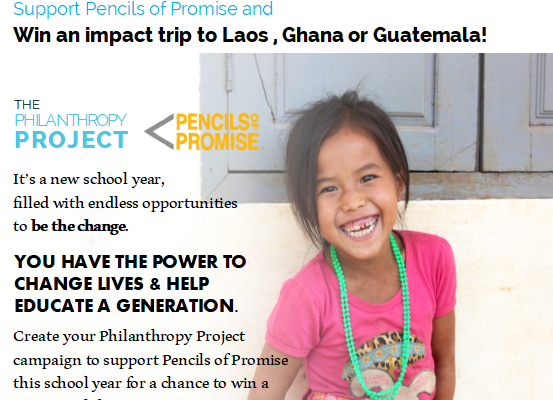 Support Pencils of Promise and
Win an impact trip to Laos , Ghana or Guatemala!
THE
PHILANTHROPY
PROJECT
PENCILS OF
PROMISE
It's a new school year,
filled with endless opportunities
to be the change.
YOU HAVE THE POWER TO
CHANGE LIVES & HELP
EDUCATE A GENERATION.
Create your Philanthropy Project
campaign to support Pencils of Promise
this school year for a chance to win a